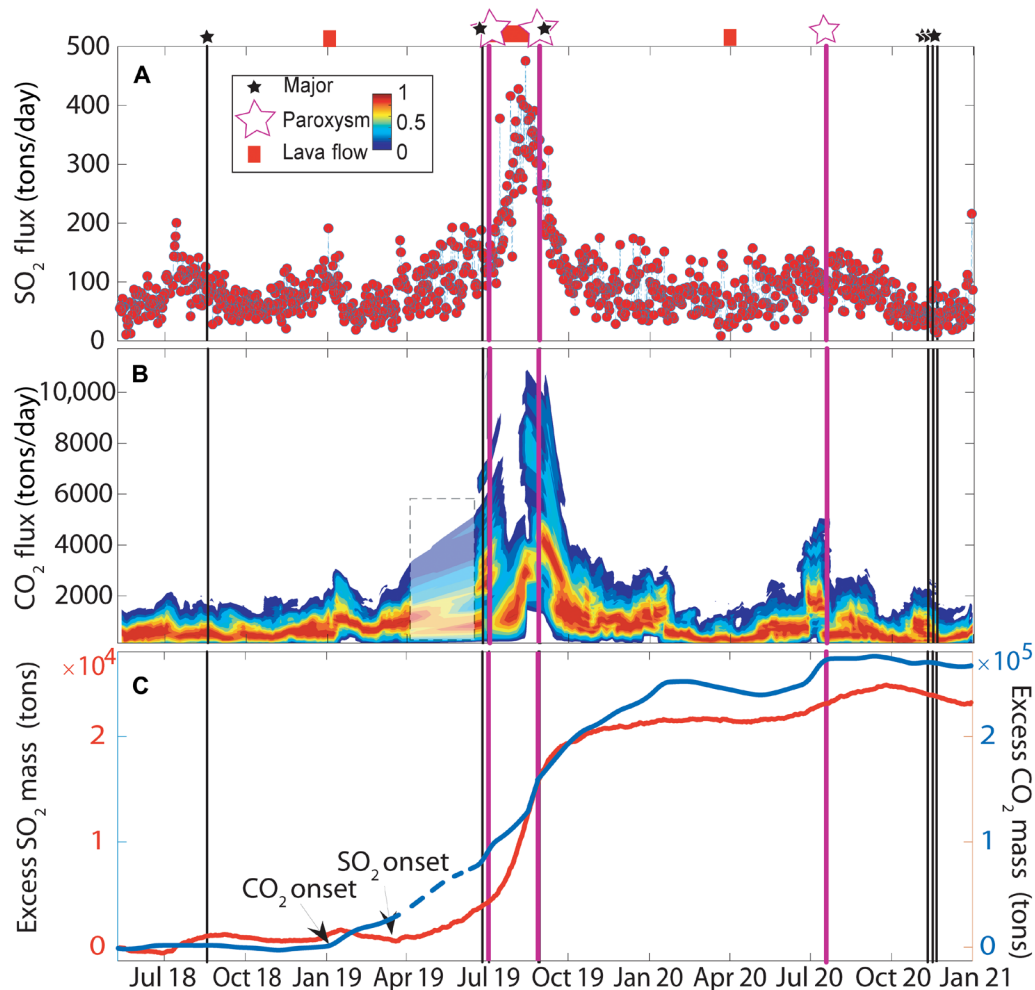 A
500
400
300
200
100
0
SO2 flux (tons/day)
Major
Paroxysm
Lava flow
1
0.5
0
B
10,000
8000
6000
4000
2000
CO2 flux (tons/day)
C
×10 4
2
1
0
Excess SO2 mass (tons)
CO2 onset
SO2 onset
×10 5
2
1
0
Excess CO2 mass (tons)
Jul 18 Oct 18 Jan 19 Apr 19 Jul 19 Oct 19 Jan 20 Apr 20 Jul 20 Oct 20 Jan 21